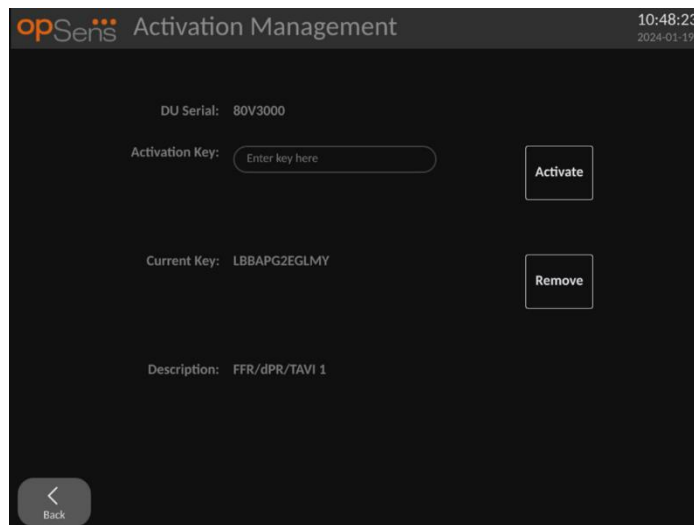 opSens Activation Management 10:48:23
2024-01-19
DU Serial: 80V3000
Activation Key: Enter key here
Activate
Current Key: LBBAPG2EGLMY
Remove
Description: FFR/dPR/TAVI 1
Back